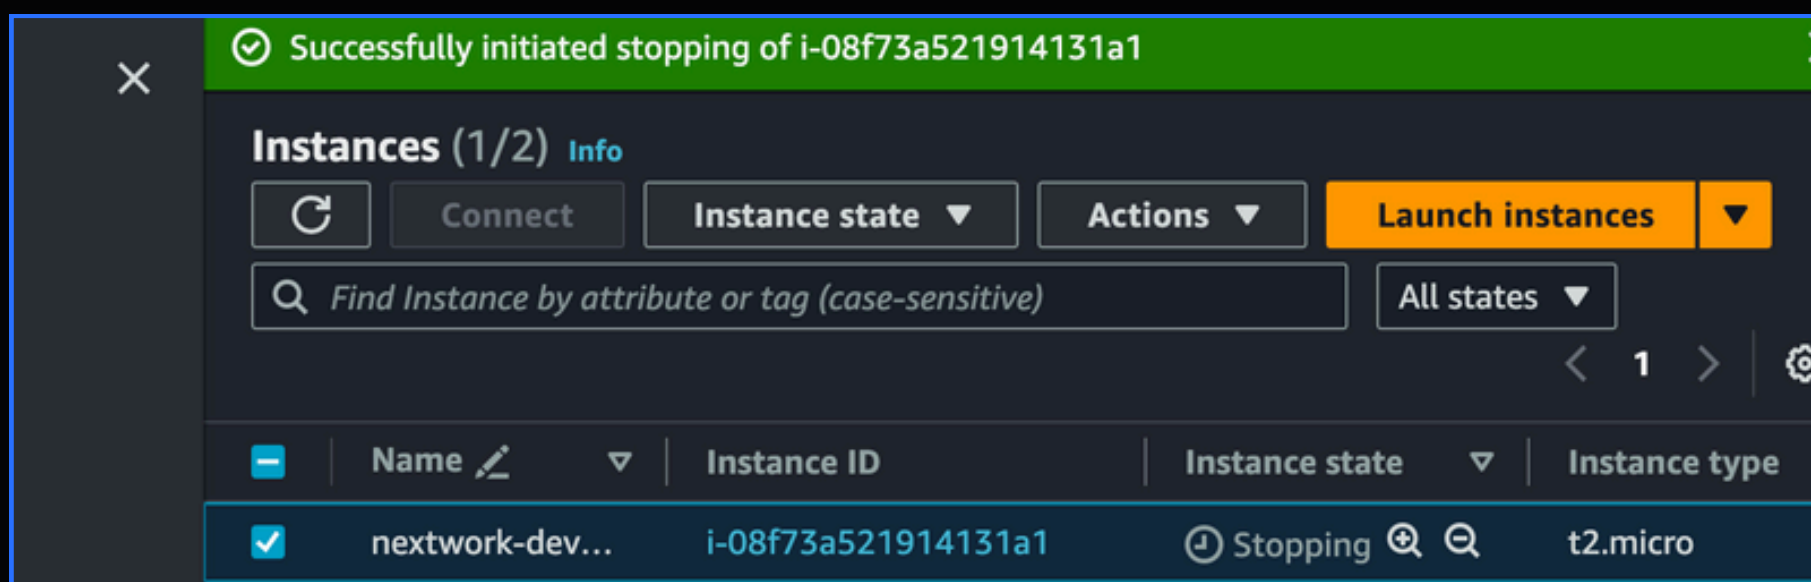 Successfully initiated stopping of i-08f73a521914131a1
Instances (1/2) Info
Connect Instance state Actions Launch instances
Find Instance by attribute or tag (case-sensitive) All states
1
Name Instance ID Instance state Instance type
nextwork-dev... i-08f73a521914131a1 Stopping t2.micro